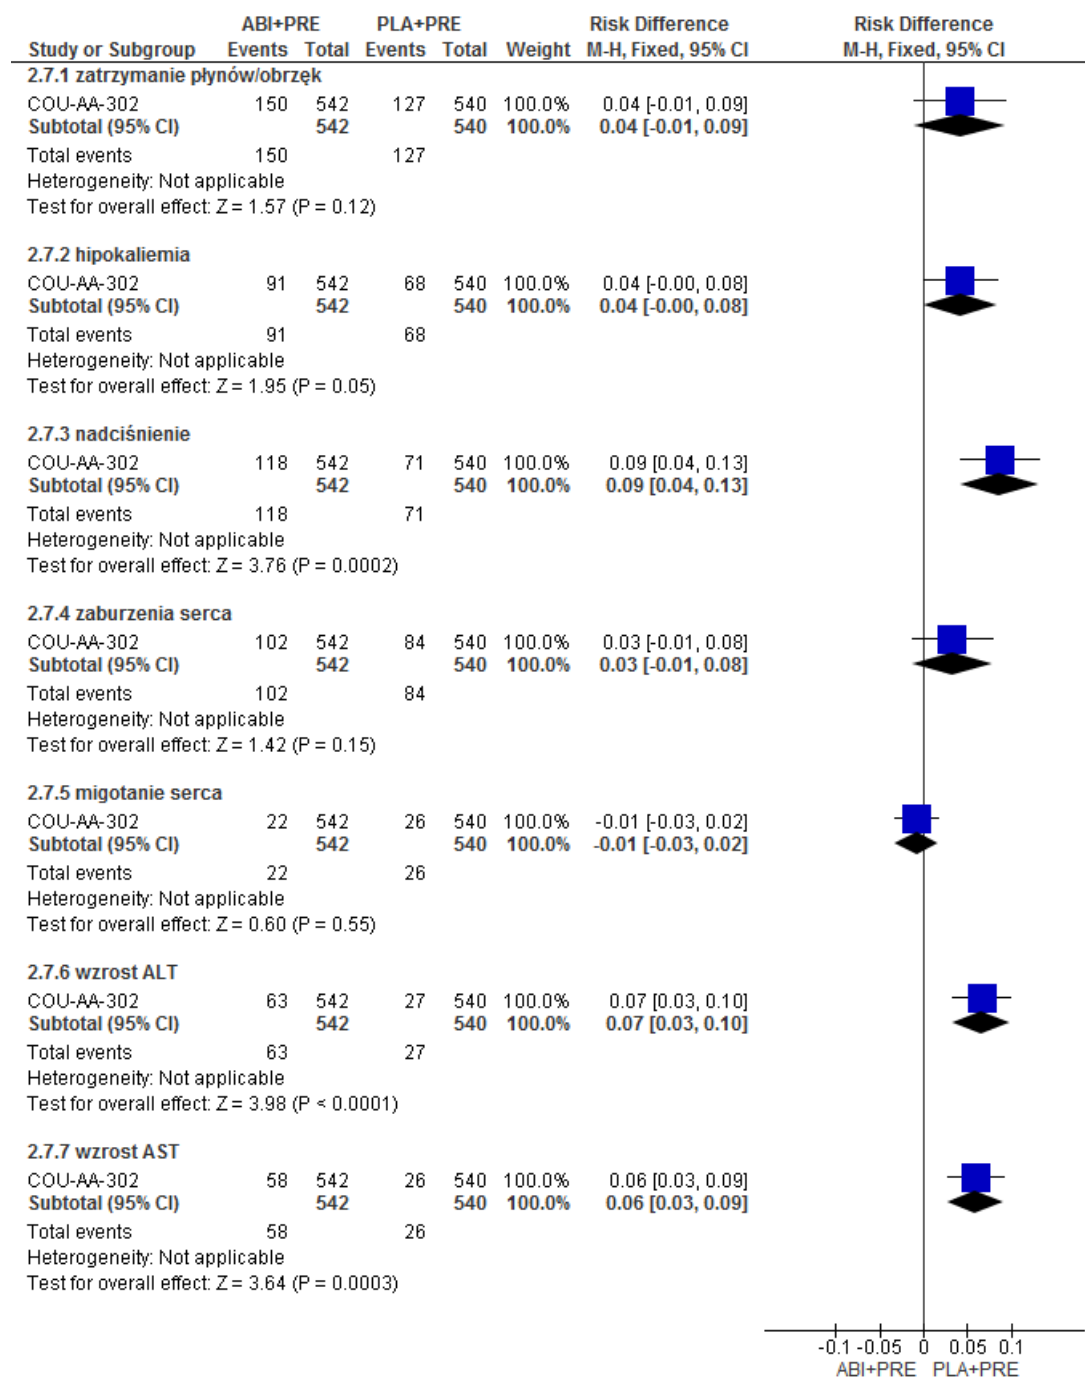 ABI+PRE PLA+PRE Risk Difference Risk Difference
Study or Subgroup Events Total Events Total Weight M-H, Fixed, 95% CI M-H, Fixed, 95% CI
2.7.1 zatrzymanie płynów/obrzęk
COU-AA-302 150 542 127 540 100.0% 0.04 [-0.01, 0.09]
Subtotal (95% CI) 542 540 100.0% 0.04 [-0.01, 0.09]
Total events 150 127
Heterogeneity: Not applicable
Test for overall effect: Z = 1.57 (P = 0.12)
2.7.2 hipokaliemia
COU-AA-302 91 542 68 540 100.0% 0.04 [-0.00, 0.08]
Subtotal (95% CI) 542 540 100.0% 0.04 [-0.00, 0.08]
Total events 91 68
Heterogeneity: Not applicable
Test for overall effect: Z = 1.95 (P = 0.05)
2.7.3 nadciśnienie
COU-AA-302 118 542 71 540 100.0% 0.09 [0.04, 0.13]
Subtotal (95% CI) 542 540 100.0% 0.09 [0.04, 0.13]
Total events 118 71
Heterogeneity: Not applicable
Test for overall effect: Z = 3.76 (P = 0.0002)
2.7.4 zaburzenia serca
COU-AA-302 102 542 84 540 100.0% 0.03 [-0.01, 0.08]
Subtotal (95% CI) 542 540 100.0% 0.03 [-0.01, 0.08]
Total events 102 84
Heterogeneity: Not applicable
Test for overall effect: Z = 1.42 (P = 0.15)
2.7.5 migotanie serca
COU-AA-302 22 542 26 540 100.0% -0.01 [-0.03, 0.02]
Subtotal (95% CI) 542 540 100.0% -0.01 [-0.03, 0.02]
Total events 22 26
Heterogeneity: Not applicable
Test for overall effect: Z = 0.60 (P = 0.55)
2.7.6 wzrost ALT
COU-AA-302 63 542 27 540 100.0% 0.07 [0.03, 0.10]
Subtotal (95% CI) 542 540 100.0% 0.07 [0.03, 0.10]
Total events 63 27
Heterogeneity: Not applicable
Test for overall effect: Z = 3.98 (P < 0.0001)
2.7.7 wzrost AST
COU-AA-302 58 542 26 540 100.0% 0.06 [0.03, 0.09]
Subtotal (95% CI) 542 540 100.0% 0.06 [0.03, 0.09]
Total events 58 26
Heterogeneity: Not applicable
Test for overall effect: Z = 3.64 (P = 0.0003)
-0.1 -0.05 0 0.05 0.1
ABI+PRE PLA+PRE